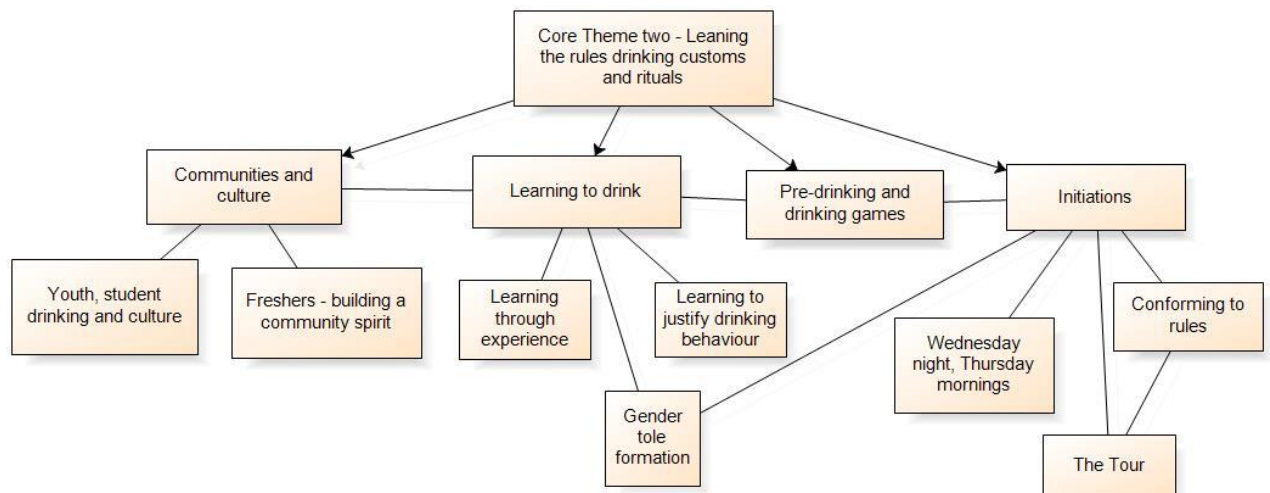 Core Theme two - Leaning
the rules drinking customs
and rituals
Communities and
culture
Learning to drink
Pre-drinking and
drinking games
Initiations
Youth, student
drinking and culture
Freshers - building a
community spirit
Learning
through
experience
Learning to
justify drinking
behaviour
Gender
tole
formation
Wednesday
night, Thursday
mornings
Conforming to
rules
The Tour